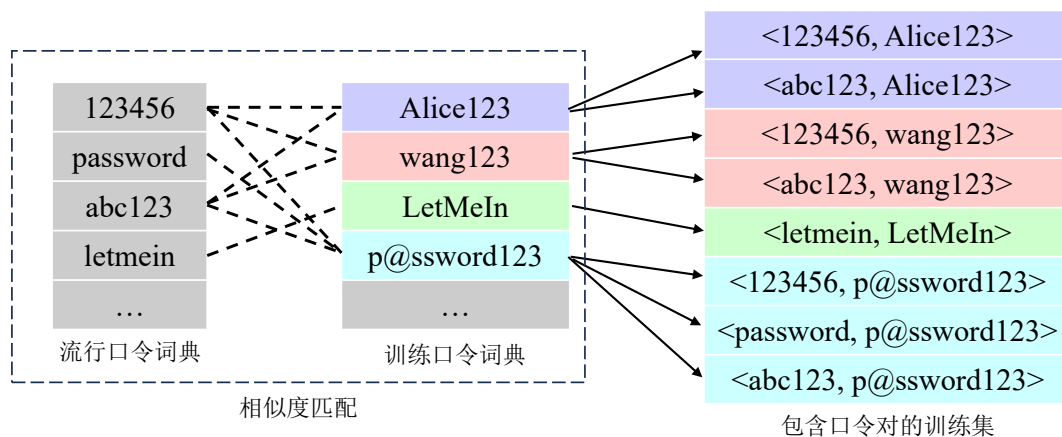 123456
password
abc123
letmein
…
流行口令词典
Alice123
wang123
LetMeIn
p@ssword123
…
训练口令词典
相似度匹配
<123456, Alice123>
<abc123, Alice123>
<123456, wang123>
<abc123, wang123>
<letmein, LetMeIn>
<123456, p@ssword123>
<password, p@ssword123>
<abc123, p@ssword123>
包含口令对的训练集